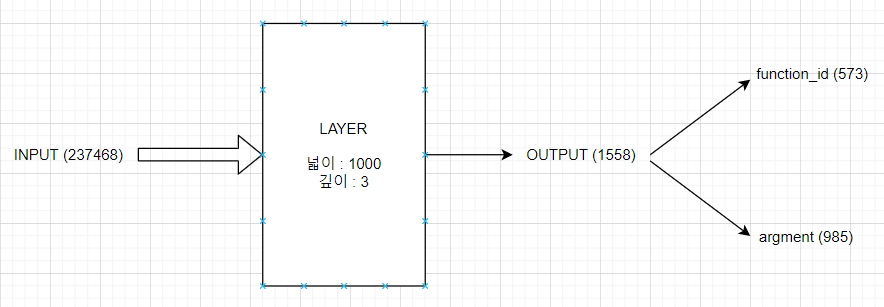 function_id (573)
LAYER
INPUT (237468)
OUTPUT (1558)
넓이 : 1000
깊이 : 3
argment (985)